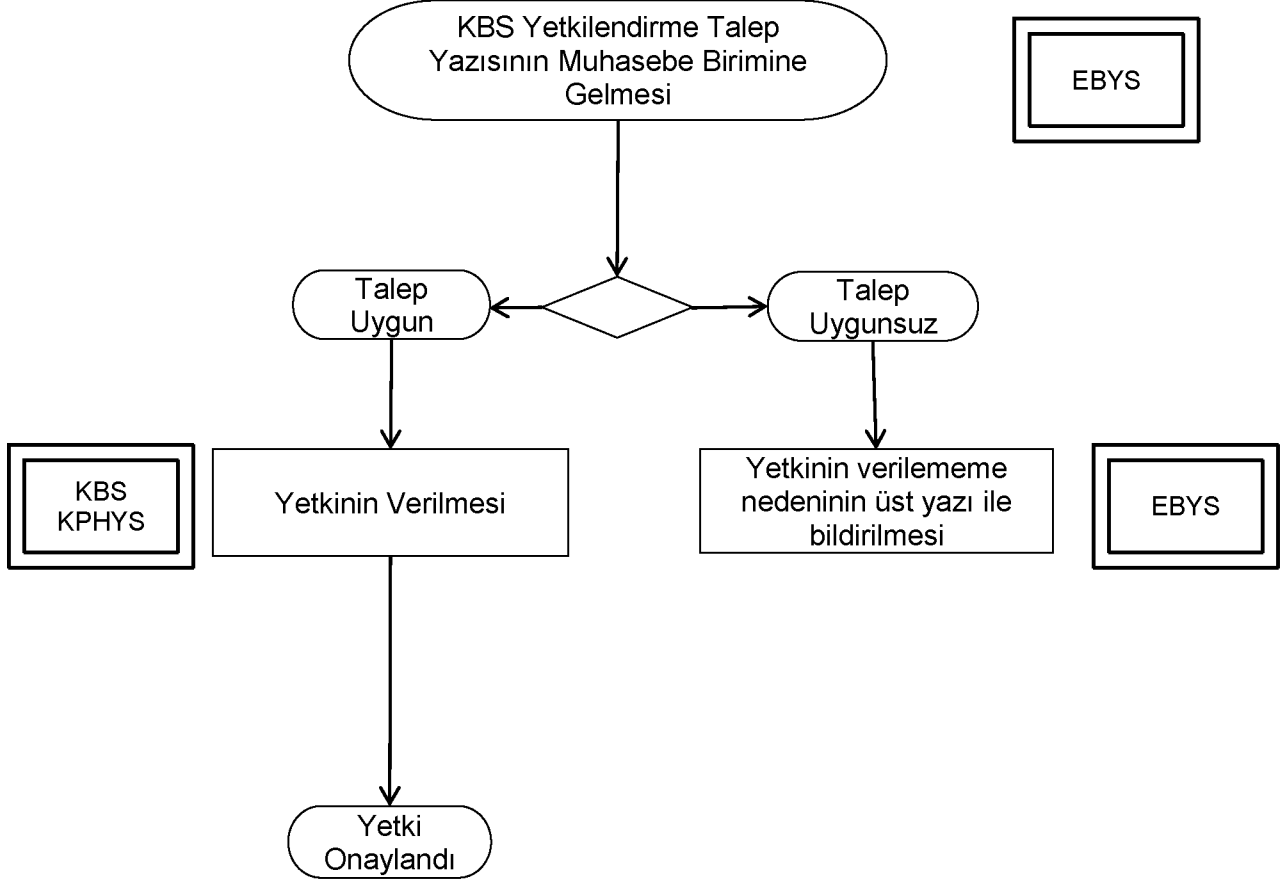 KBS Yetkilendirme Talep
Yazısının Muhasebe Birimine
Gelmesi
EBYS
Talep
Uygun
Talep
Uygunsuz
KBS
KPHYS
Yetkinin Verilmesi
Yetkinin verilememe
nedeninin üst yazı ile
bildirilmesi
EBYS
Yetki
Onaylandı